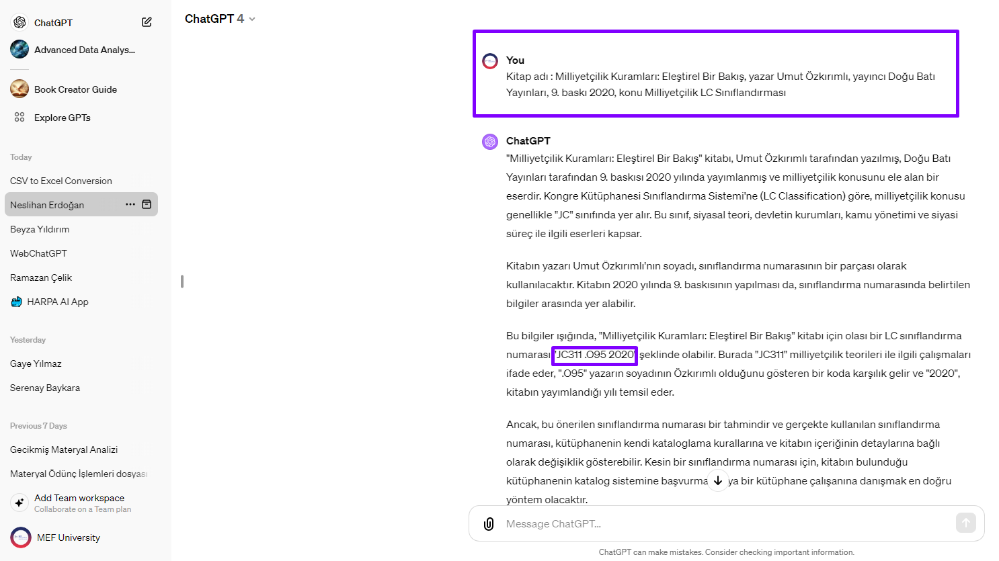 ChatGPT
Advanced Data Analys...
Book Creator Guide
Explore GPTs
Today
CSV to Excel Conversion
Neslihan Erdoğan
Beyza Yıldırım
WebChatGPT
Ramazan Çelik
HARPA AI App
Yesterday
Gaye Yılmaz
Serenay Baykara
Previous 7 Days
Gecikmiş Materyal Analizi
Materyal Ödünç İşlemleri dosyası
Add Team workspace
Collaborate on a Team plan
MEF University
ChatGPT 4
You
Kitap adı : Milliyetçilik Kuramları: Eleştirel Bir Bakış, yazar Umut Özkırımlı, yayıncı Doğu Batı
Yayınları, 9. baskı 2020, konu Milliyetçilik LC Sınıflandırması
ChatGPT
"Milliyetçilik Kuramları: Eleştirel Bir Bakış" kitabı, Umut Özkırımlı tarafından yazılmış, Doğu Batı
Yayınları tarafından 9. baskısı 2020 yılında yayımlanmış ve milliyetçilik konusunu ele alan bir
eserdir. Kongre Kütüphanesi Sınıflandırma Sistemi'ne (LC Classification) göre, milliyetçilik konusu
genellikle "JC" sınıfında yer alır. Bu sınıf, siyasal teori, devletin kurumları, kamu yönetimi ve siyasi
süreç ile ilgili eserleri kapsar.
Kitabın yazarı Umut Özkırımlı'nın soyadı, sınıflandırma numarasının bir parçası olarak
kullanılacaktır. Kitabın 2020 yılında 9. baskısının yapılması da, sınıflandırma numarasında belirtilen
bilgiler arasında yer alabilir.
Bu bilgiler ışığında, "Milliyetçilik Kuramları: Eleştirel Bir Bakış" kitabı için olası bir LC sınıflandırma
numarası "JC311 .O95 2020" şeklinde olabilir. Burada "JC311" milliyetçilik teorileri ile ilgili çalışmaları
ifade eder, ".O95" yazarın soyadının Özkırımlı olduğunu gösteren bir koda karşılık gelir ve "2020",
kitabın yayımlandığı yılı temsil eder.
Ancak, bu önerilen sınıflandırma numarası bir tahmindir ve gerçekte kullanılan sınıflandırma
numarası, kütüphanenin kendi kataloglama kurallarına ve kitabın içeriğinin detaylarına bağlı
olarak değişiklik gösterebilir. Kesin bir sınıflandırma numarası için, kitabın bulunduğu
kütüphanenin katalog sistemine başvurma ya bir kütüphane çalışanına danışmak en doğru
yöntem olacaktır.
Message ChatGPT...
ChatGPT can make mistakes. Consider checking important information.